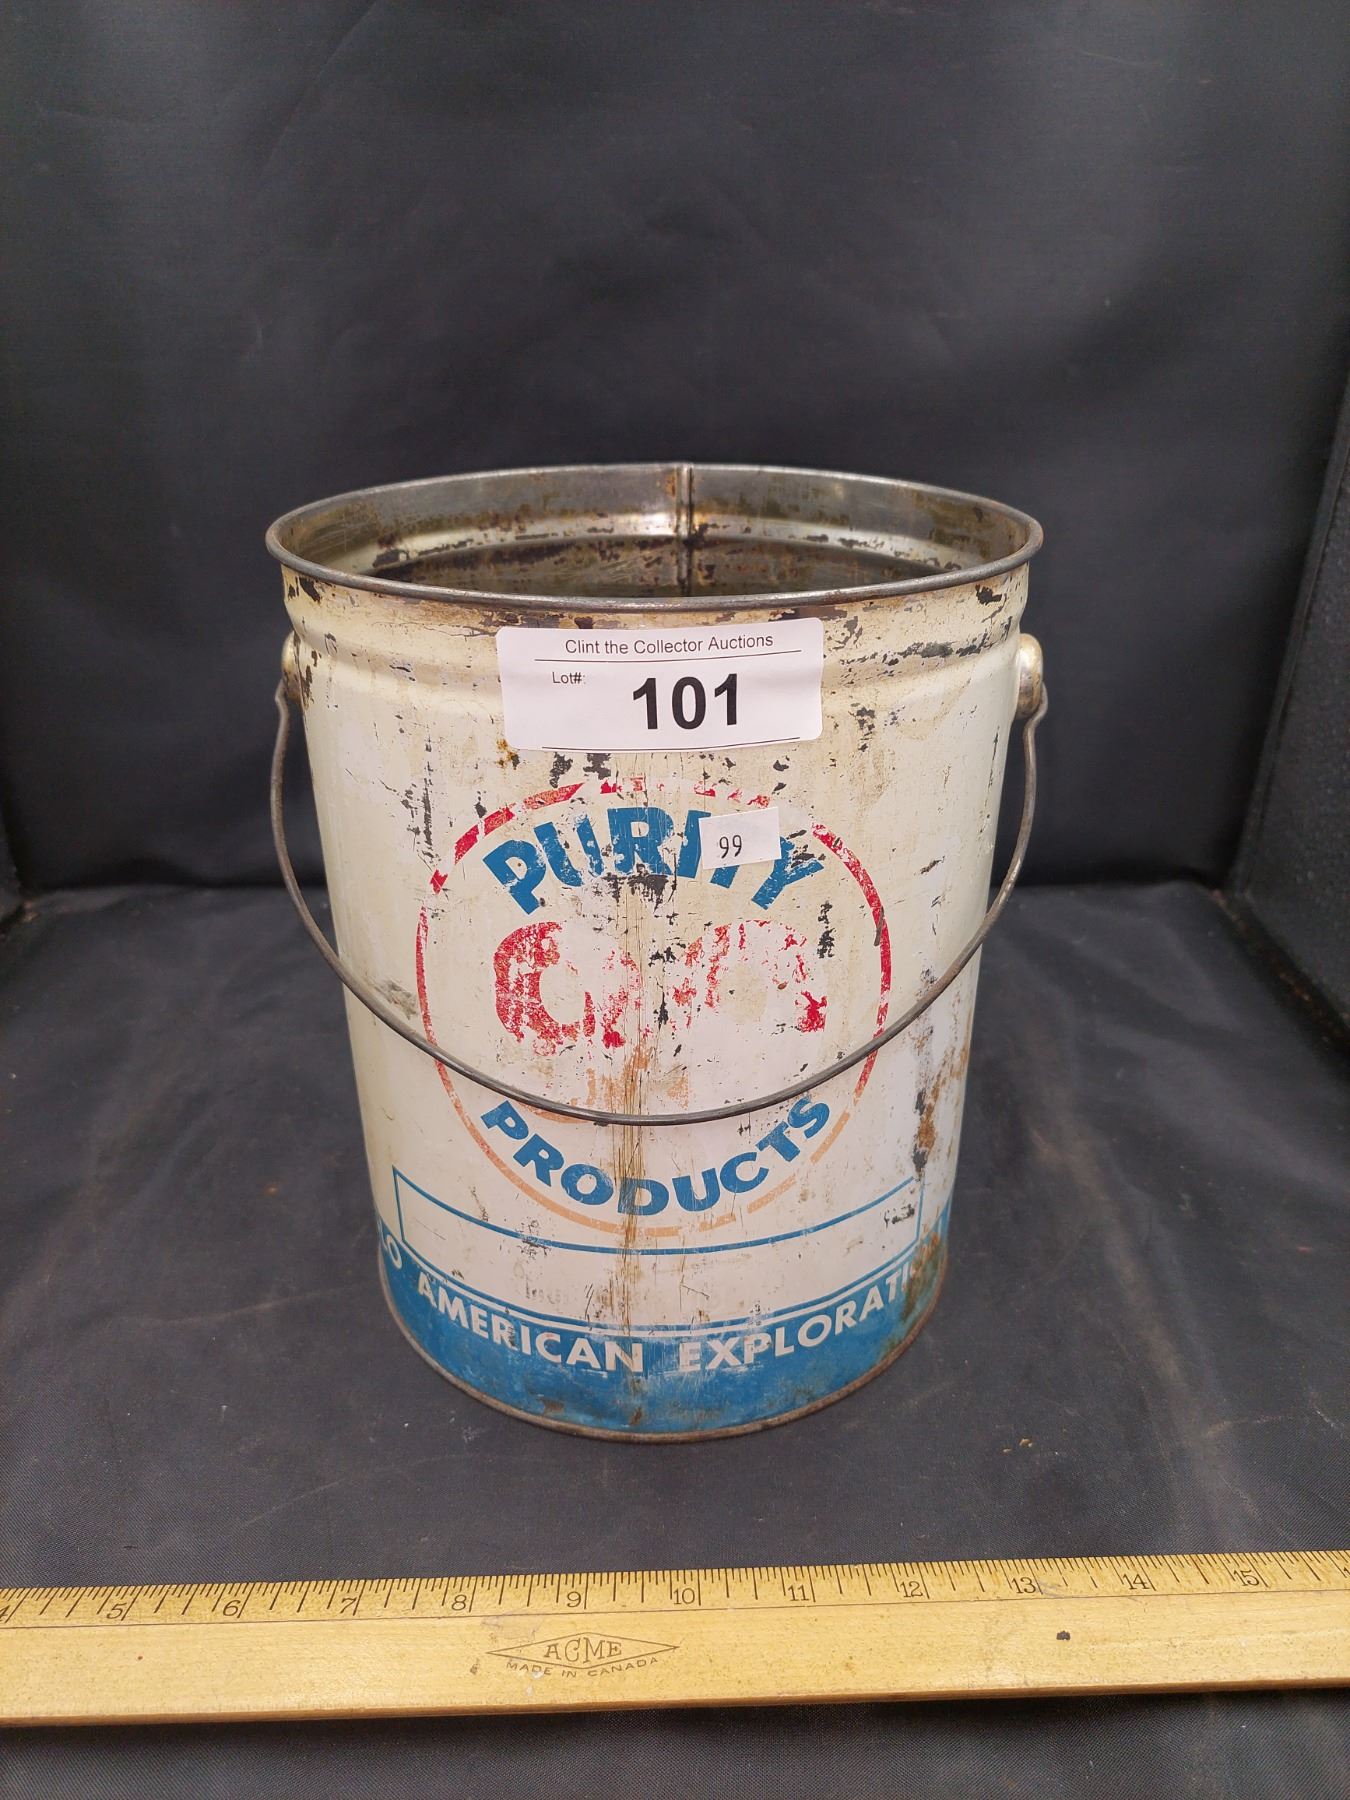 Clint the Collector Auctions
Lot#:
101
PURITY
99
PRODUCTS
O AMERICAN EXPLORATI
4 5 6 7 8 9 10 11 12 13 14 15
ACME
MADE IN CANADA